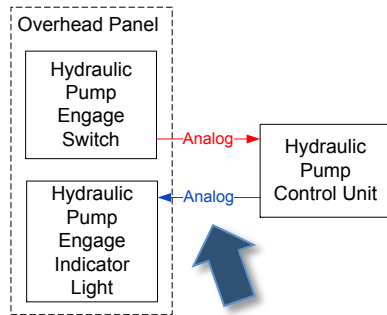 Overhead Panel
Hydraulic
Pump
Engage
Switch
Analog
Hydraulic
Pump
Control Unit
Hydraulic
Pump
Engage
Indicator
Light
Analog